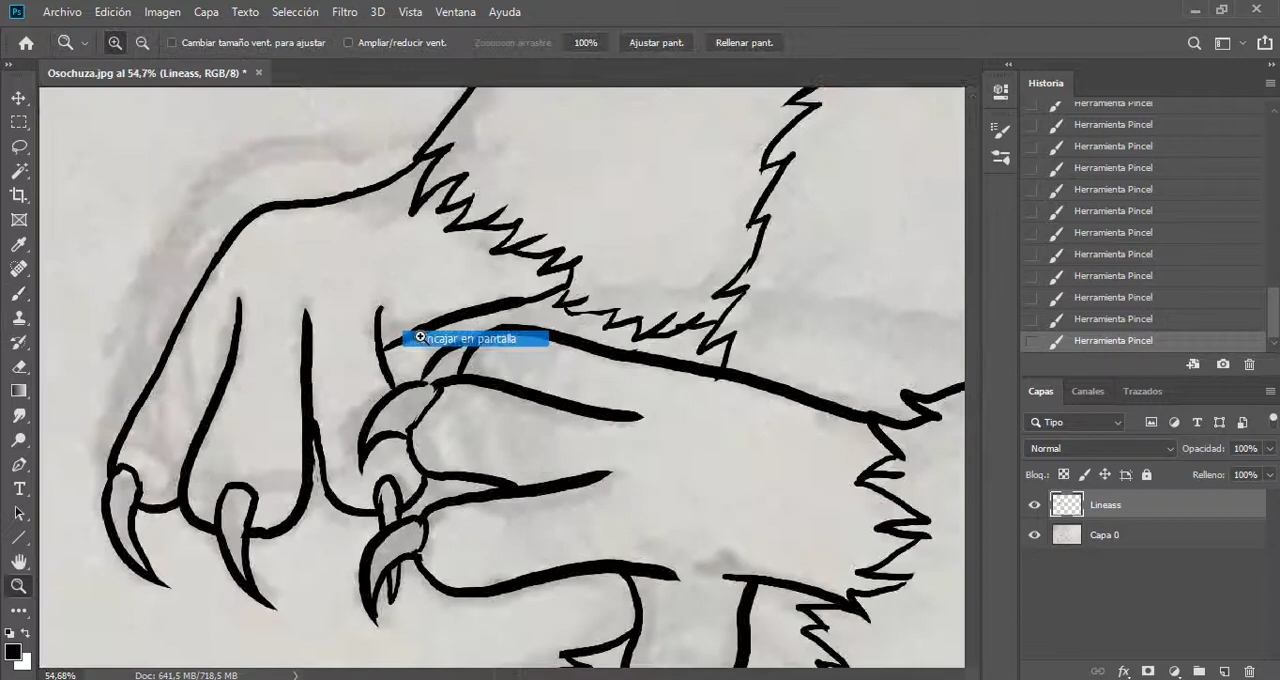 Ps Archivo Edición Imagen Capa Texto Selección Filtro 3D Vista Ventana Ayuda
Cambiar tamaño vent. para ajustar Ampliar/reducir vent. Zoom con arrastre 100% Ajustar pant. Rellenar pant.
Osochuza.jpg al 54,7% (Lineass, RGB/8) *
Historia
Herramienta Pincel
Herramienta Pincel
Herramienta Pincel
Herramienta Pincel
Herramienta Pincel
Herramienta Pincel
Herramienta Pincel
Herramienta Pincel
Herramienta Pincel
Herramienta Pincel
Herramienta Pincel
Herramienta Pincel
ncajar en pantalla
Capas Canales Trazados
Tipo
Normal Opacidad: 100%
Bloq.: Relleno: 100%
Lineass
Capa 0
54,68% Doc: 641,5 MB/718,5 MB